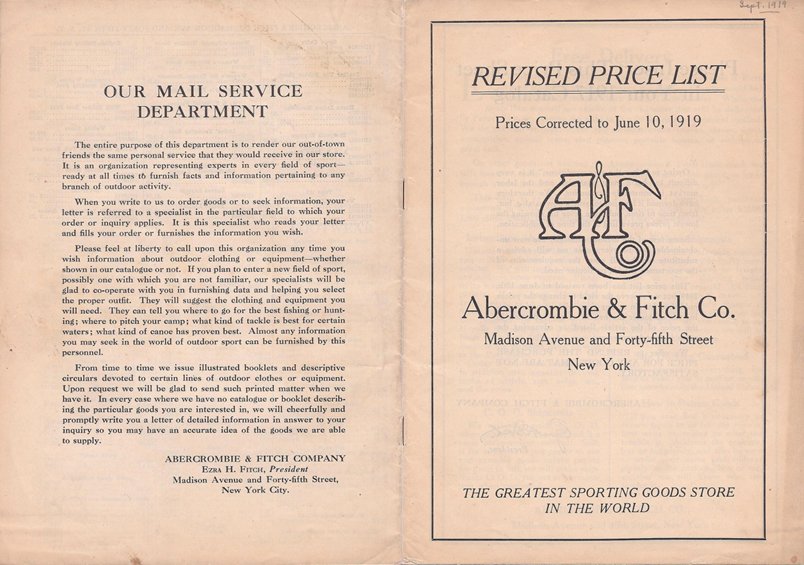 OUR MAIL SERVICE
DEPARTMENT
The entire purpose of this department is to render our out-of-town
friends the same personal service that they would receive in our store.
It is an organization representing experts in every field of sport—
ready at all times to furnish facts and information pertaining to any
branch of outdoor activity.
When you write to us to order goods or to seek information, your
letter is referred to a specialist in the particular field to which your
order or inquiry applies. It is this specialist who reads your letter
and fills your order or furnishes the information you wish.
Please feel at liberty to call upon this organization any time you
wish information about outdoor clothing or equipment—whether
shown in our catalogue or not. If you plan to enter a new field of sport,
possibly one with which you are not familiar, our specialists will be
glad to co-operate with you in furnishing data and helping you select
the proper outfit. They will suggest the clothing and equipment you
will need. They can tell you where to go for the best fishing or hunt-
ing; where to pitch your camp; what kind of tackle is best for certain
waters; what kind of canoe has proven best. Almost any information
you may seek in the world of outdoor sport can be furnished by this
personnel.
From time to time we issue illustrated booklets and descriptive
circulars devoted to certain lines of outdoor clothes or equipment.
Upon request we will be glad to send such printed matter when we
have it. In every case where we have no catalogue or booklet describ-
ing the particular goods you are interested in, we will cheerfully and
promptly write you a letter of detailed information in answer to your
inquiry so you may have an accurate idea of the goods we are able
to supply.
ABERCROMBIE & FITCH COMPANY
EZRA H. FITCH, President
Madison Avenue and Forty-fifth Street,
New York City.
Sept. 1919
REVISED PRICE LIST
Prices Corrected to June 10, 1919
A&F Co
Abercrombie & Fitch Co.
Madison Avenue and Forty-fifth Street
New York
THE GREATEST SPORTING GOODS STORE
IN THE WORLD